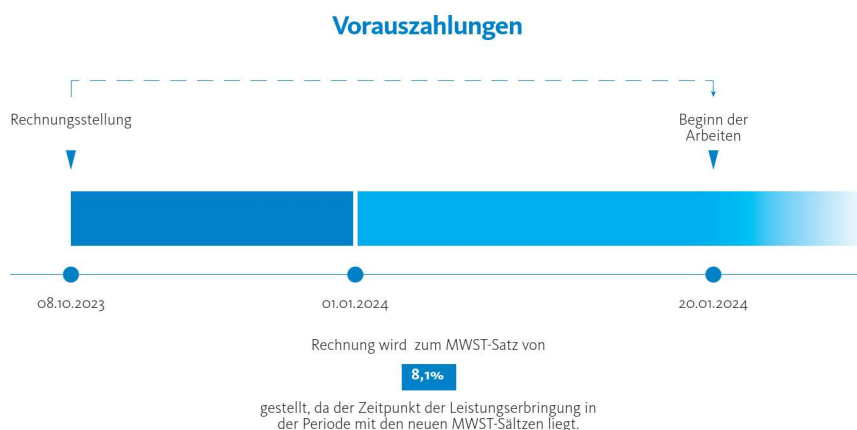 Vorauszahlungen
Rechnungsstellung
Beginn der
Arbeiten
08.10.2023
01.01.2024
20.01.2024
Rechnung wird zum MWST-Satz von
8,1%
gestellt, da der Zeitpunkt der Leistungserbringung in
der Periode mit den neuen MWST-Sältzen liegt.